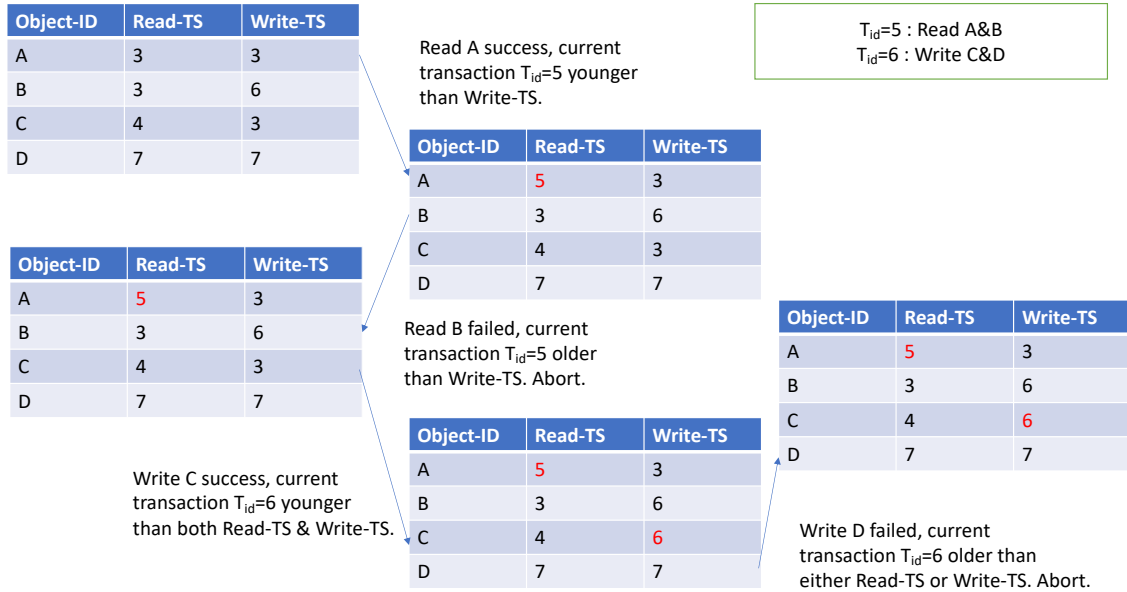 Object-ID Read-TS Write-TS
A 3 3
B 3 6
C 4 3
D 7 7
Read A success, current
transaction Tid=5 younger
than Write-TS.
Tid=5 : Read A&B
Tid=6 : Write C&D
Object-ID Read-TS Write-TS
A 5 3
B 3 6
C 4 3
D 7 7
Read B failed, current
transaction Tid=5 older
than Write-TS. Abort.
Object-ID Read-TS Write-TS
A 5 3
B 3 6
C 4 3
D 7 7
Write C success, current
transaction Tid=6 younger
than both Read-TS & Write-TS.
Object-ID Read-TS Write-TS
A 5 3
B 3 6
C 4 6
D 7 7
Object-ID Read-TS Write-TS
A 5 3
B 3 6
C 4 6
D 7 7
Write D failed, current
transaction Tid=6 older than
either Read-TS or Write-TS. Abort.